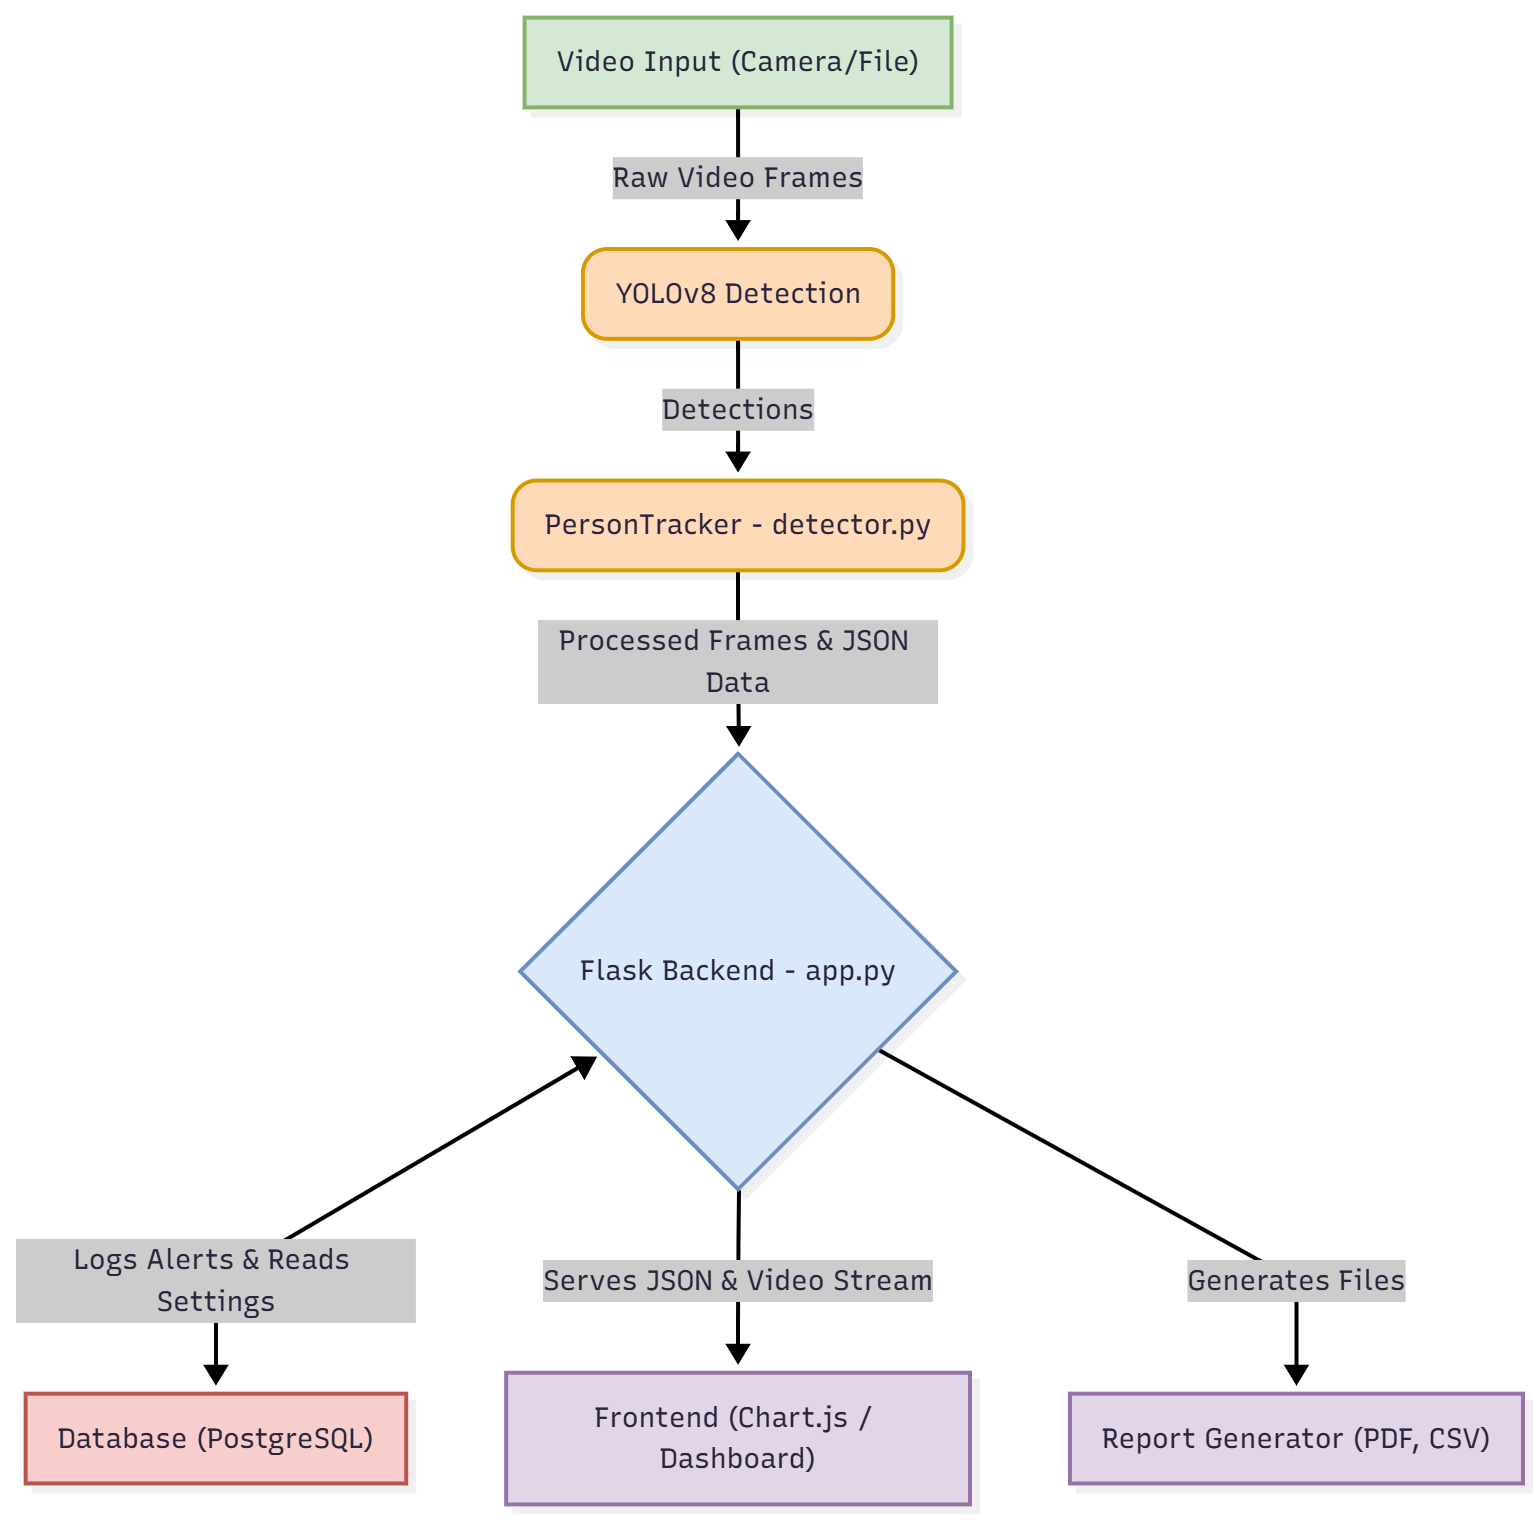 Video Input (Camera/File)
Raw Video Frames
YOLOv8 Detection
Detections
PersonTracker - detector.py
Processed Frames & JSON
Data
Flask Backend - app.py
Logs Alerts & Reads
Settings
Serves JSON & Video Stream
Generates Files
Database (PostgreSQL)
Frontend (Chart.js /
Dashboard)
Report Generator (PDF, CSV)